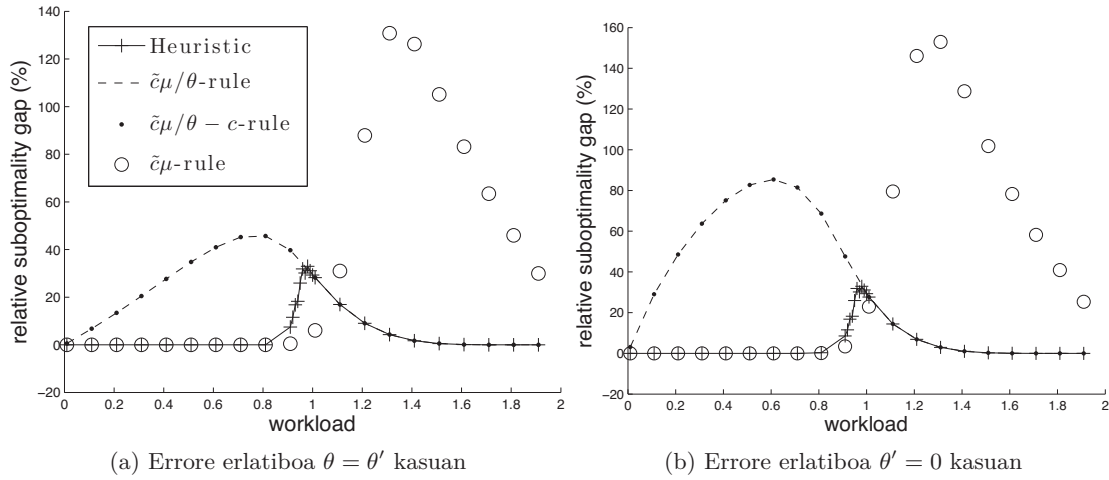 140
120
100
80
60
40
20
0
−20
relative suboptimality gap (%)
Heuristic
c̃μ/θ-rule
c̃μ/θ − c-rule
c̃μ-rule
0 0.2 0.4 0.6 0.8 1 1.2 1.4 1.6 1.8 2
workload
(a) Errore erlatiboa θ = θ′ kasuan
160
140
120
100
80
60
40
20
0
−20
relative suboptimality gap (%)
0 0.2 0.4 0.6 0.8 1 1.2 1.4 1.6 1.8 2
workload
(b) Errore erlatiboa θ′ = 0 kasuan